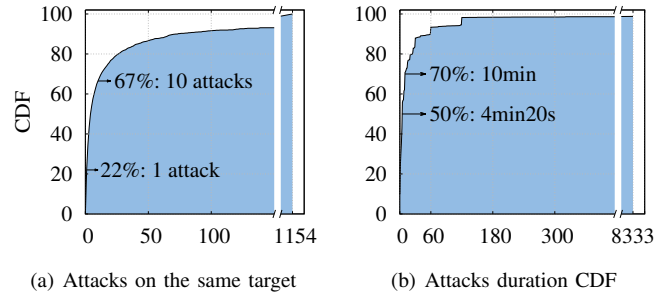 100
80
60
40
20
0
CDF
67%: 10 attacks
22%: 1 attack
0 50 100 1154
(a) Attacks on the same target
100
80
60
40
20
0
70%: 10min
50%: 4min20s
0 60 180 300 8333
(b) Attacks duration CDF